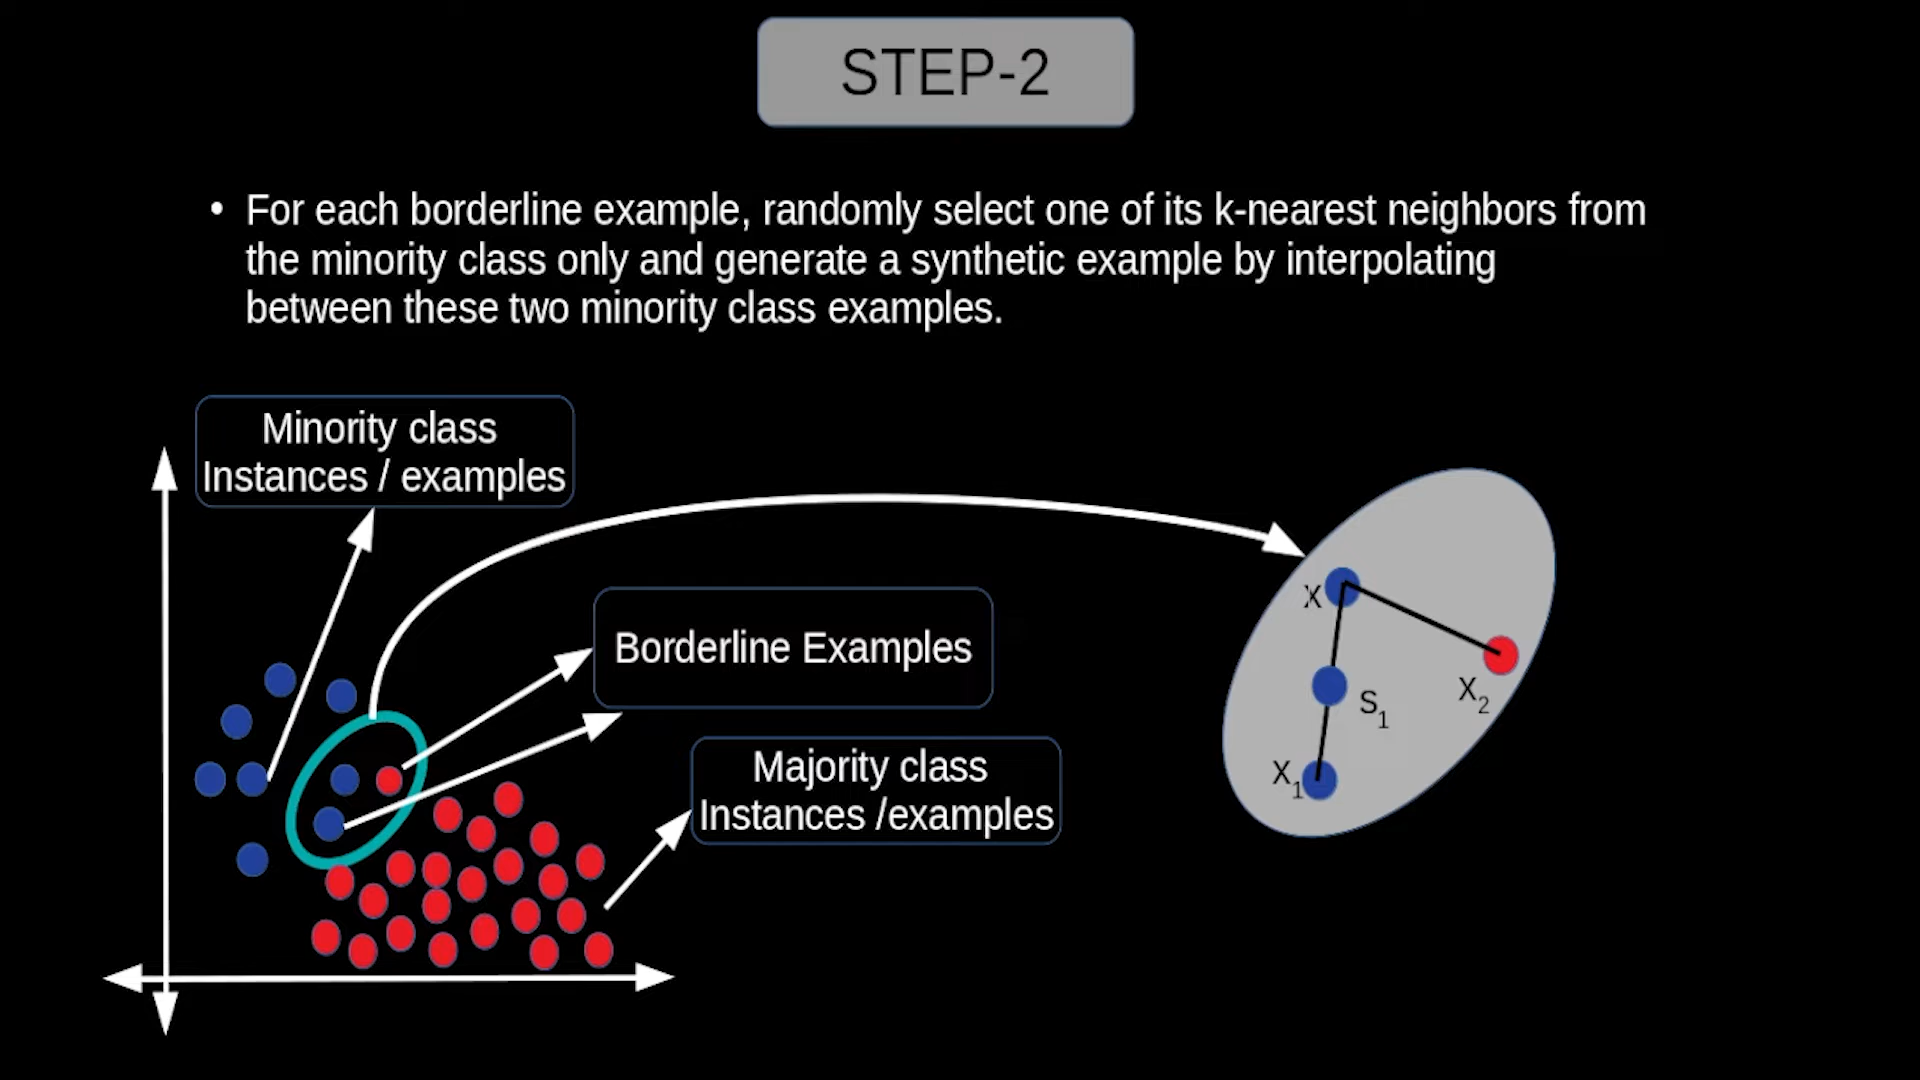 STEP-2
• For each borderline example, randomly select one of its k-nearest neighbors from
the minority class only and generate a synthetic example by interpolating
between these two minority class examples.
Minority class
Instances / examples
Borderline Examples
Majority class
Instances /examples
X
S1
X2
X1